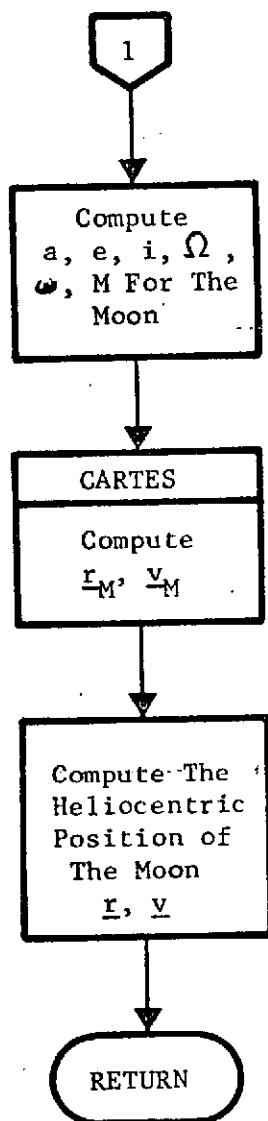 1
Compute
a, e, i, Ω,
ω, M For The
Moon
CARTES
Compute
r_M, v_M
Compute The
Heliocentric
Position of
The Moon
r, v
RETURN